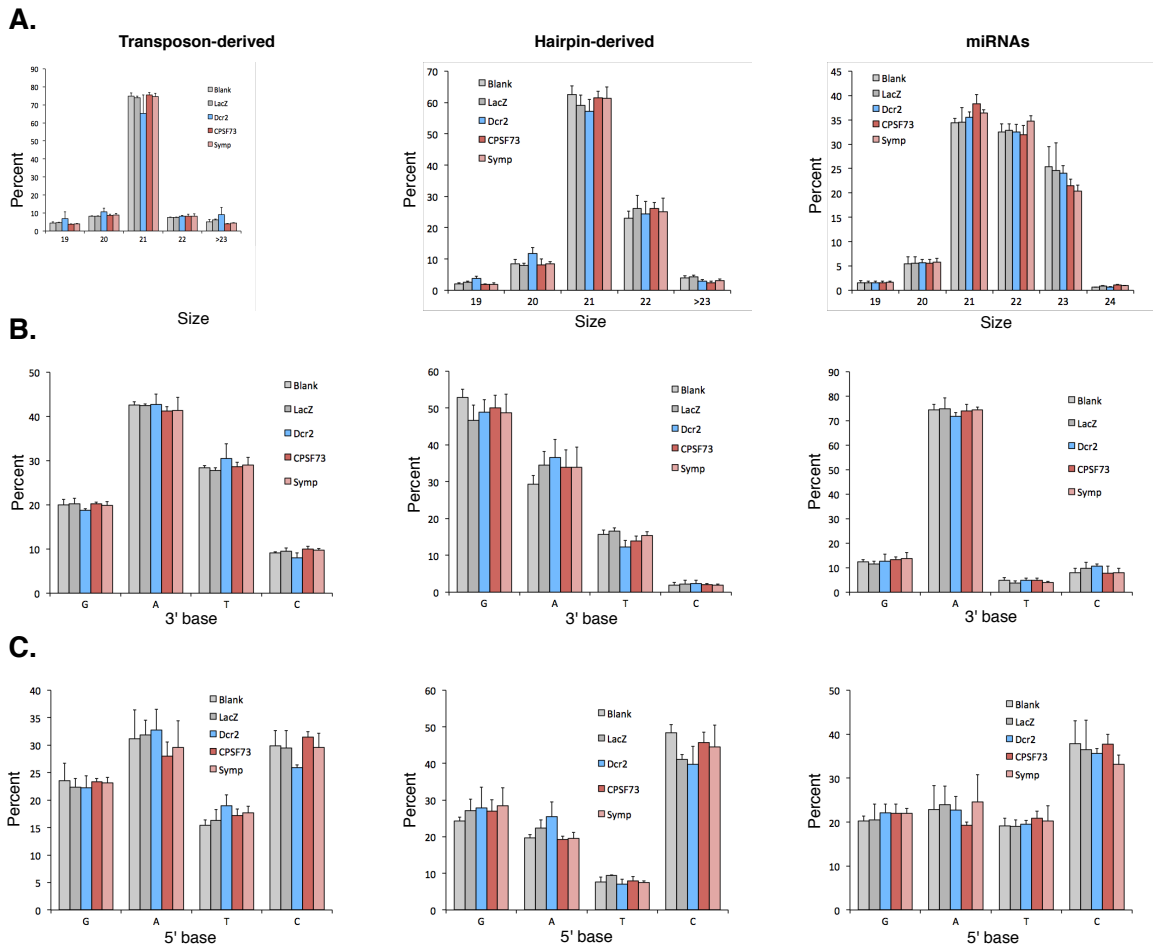 A.
Transposon-derived
Hairpin-derived
miRNAs
Percent
90
80
70
60
50
40
30
20
10
0
Blank
LacZ
Dcr2
CPSF73
Symp
19 20 21 22 >23
Size
Percent
70
60
50
40
30
20
10
0
Blank
LacZ
Dcr2
CPSF73
Symp
19 20 21 22 >23
Size
Percent
45
40
35
30
25
20
15
10
5
0
Blank
LacZ
Dcr2
CPSF73
Symp
19 20 21 22 23 24
Size
B.
Percent
50
40
30
20
10
0
Blank
LacZ
Dcr2
CPSF73
Symp
G A T C
3' base
Percent
60
50
40
30
20
10
0
Blank
LacZ
Dcr2
CPSF73
Symp
G A T C
3' base
Percent
90
80
70
60
50
40
30
20
10
0
Blank
LacZ
Dcr2
CPSF73
Symp
G A T C
3' base
C.
Percent
40
35
30
25
20
15
10
5
0
Blank
LacZ
Dcr2
CPSF73
Symp
G A T C
5' base
Percent
60
50
40
30
20
10
0
Blank
LacZ
Dcr2
CPSF73
Symp
G A T C
5' base
Percent
50
40
30
20
10
0
Blank
LacZ
Dcr2
CPSF73
Symp
G A T C
5' base